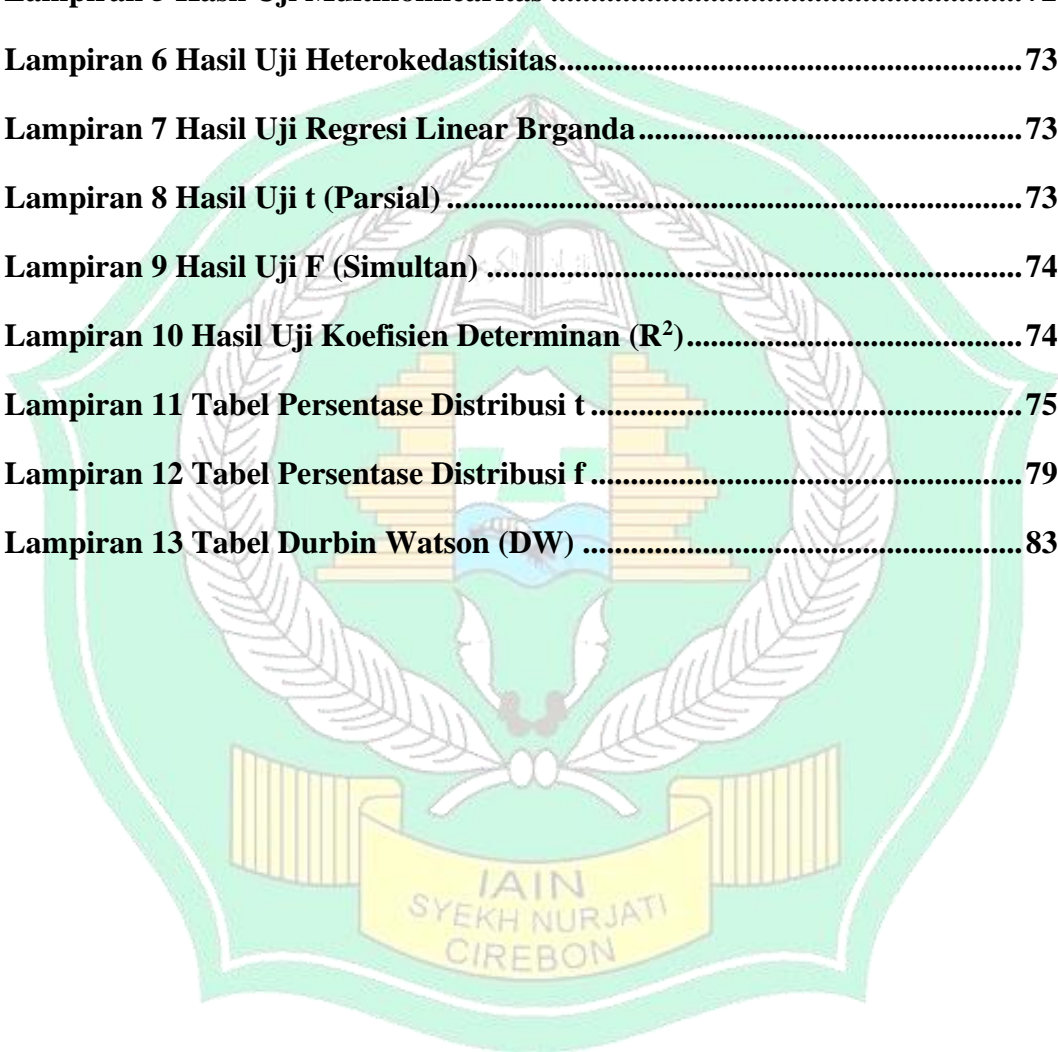 Lampiran 6 Hasil Uji Heterokedastisitas.......................................................... 73
Lampiran 7 Hasil Uji Regresi Linear Brganda................................................ 73
Lampiran 8 Hasil Uji t (Parsial)........................................................................ 73
Lampiran 9 Hasil Uji F (Simultan)................................................................... 74
Lampiran 10 Hasil Uji Koefisien Determinan (R²).......................................... 74
Lampiran 11 Tabel Persentase Distribusi t...................................................... 75
Lampiran 12 Tabel Persentase Distribusi f...................................................... 79
Lampiran 13 Tabel Durbin Watson (DW)....................................................... 83
IAIN
SYEKH NURJATI
CIREBON